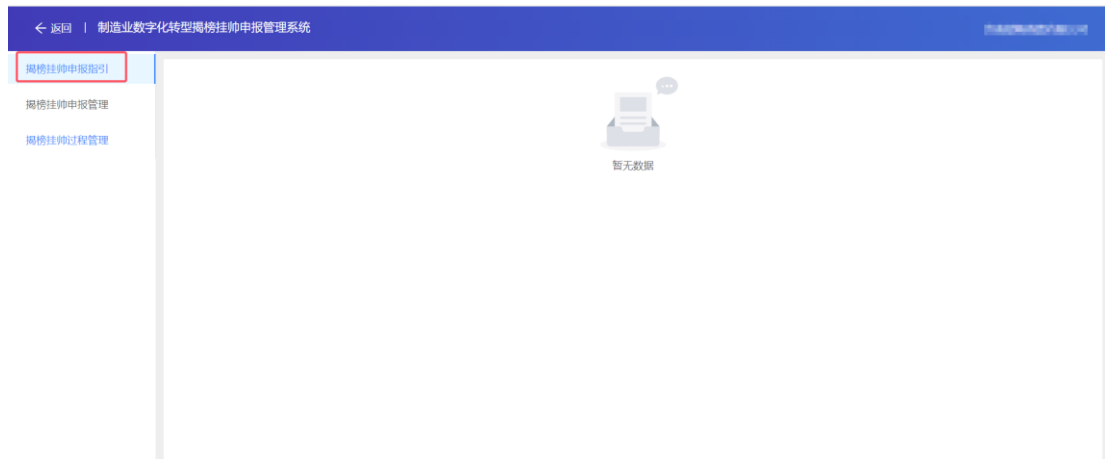 ← 返回 | 制造业数字化转型揭榜挂帅申报管理系统
揭榜挂帅申报指引
揭榜挂帅申报管理
揭榜挂帅过程管理
暂无数据